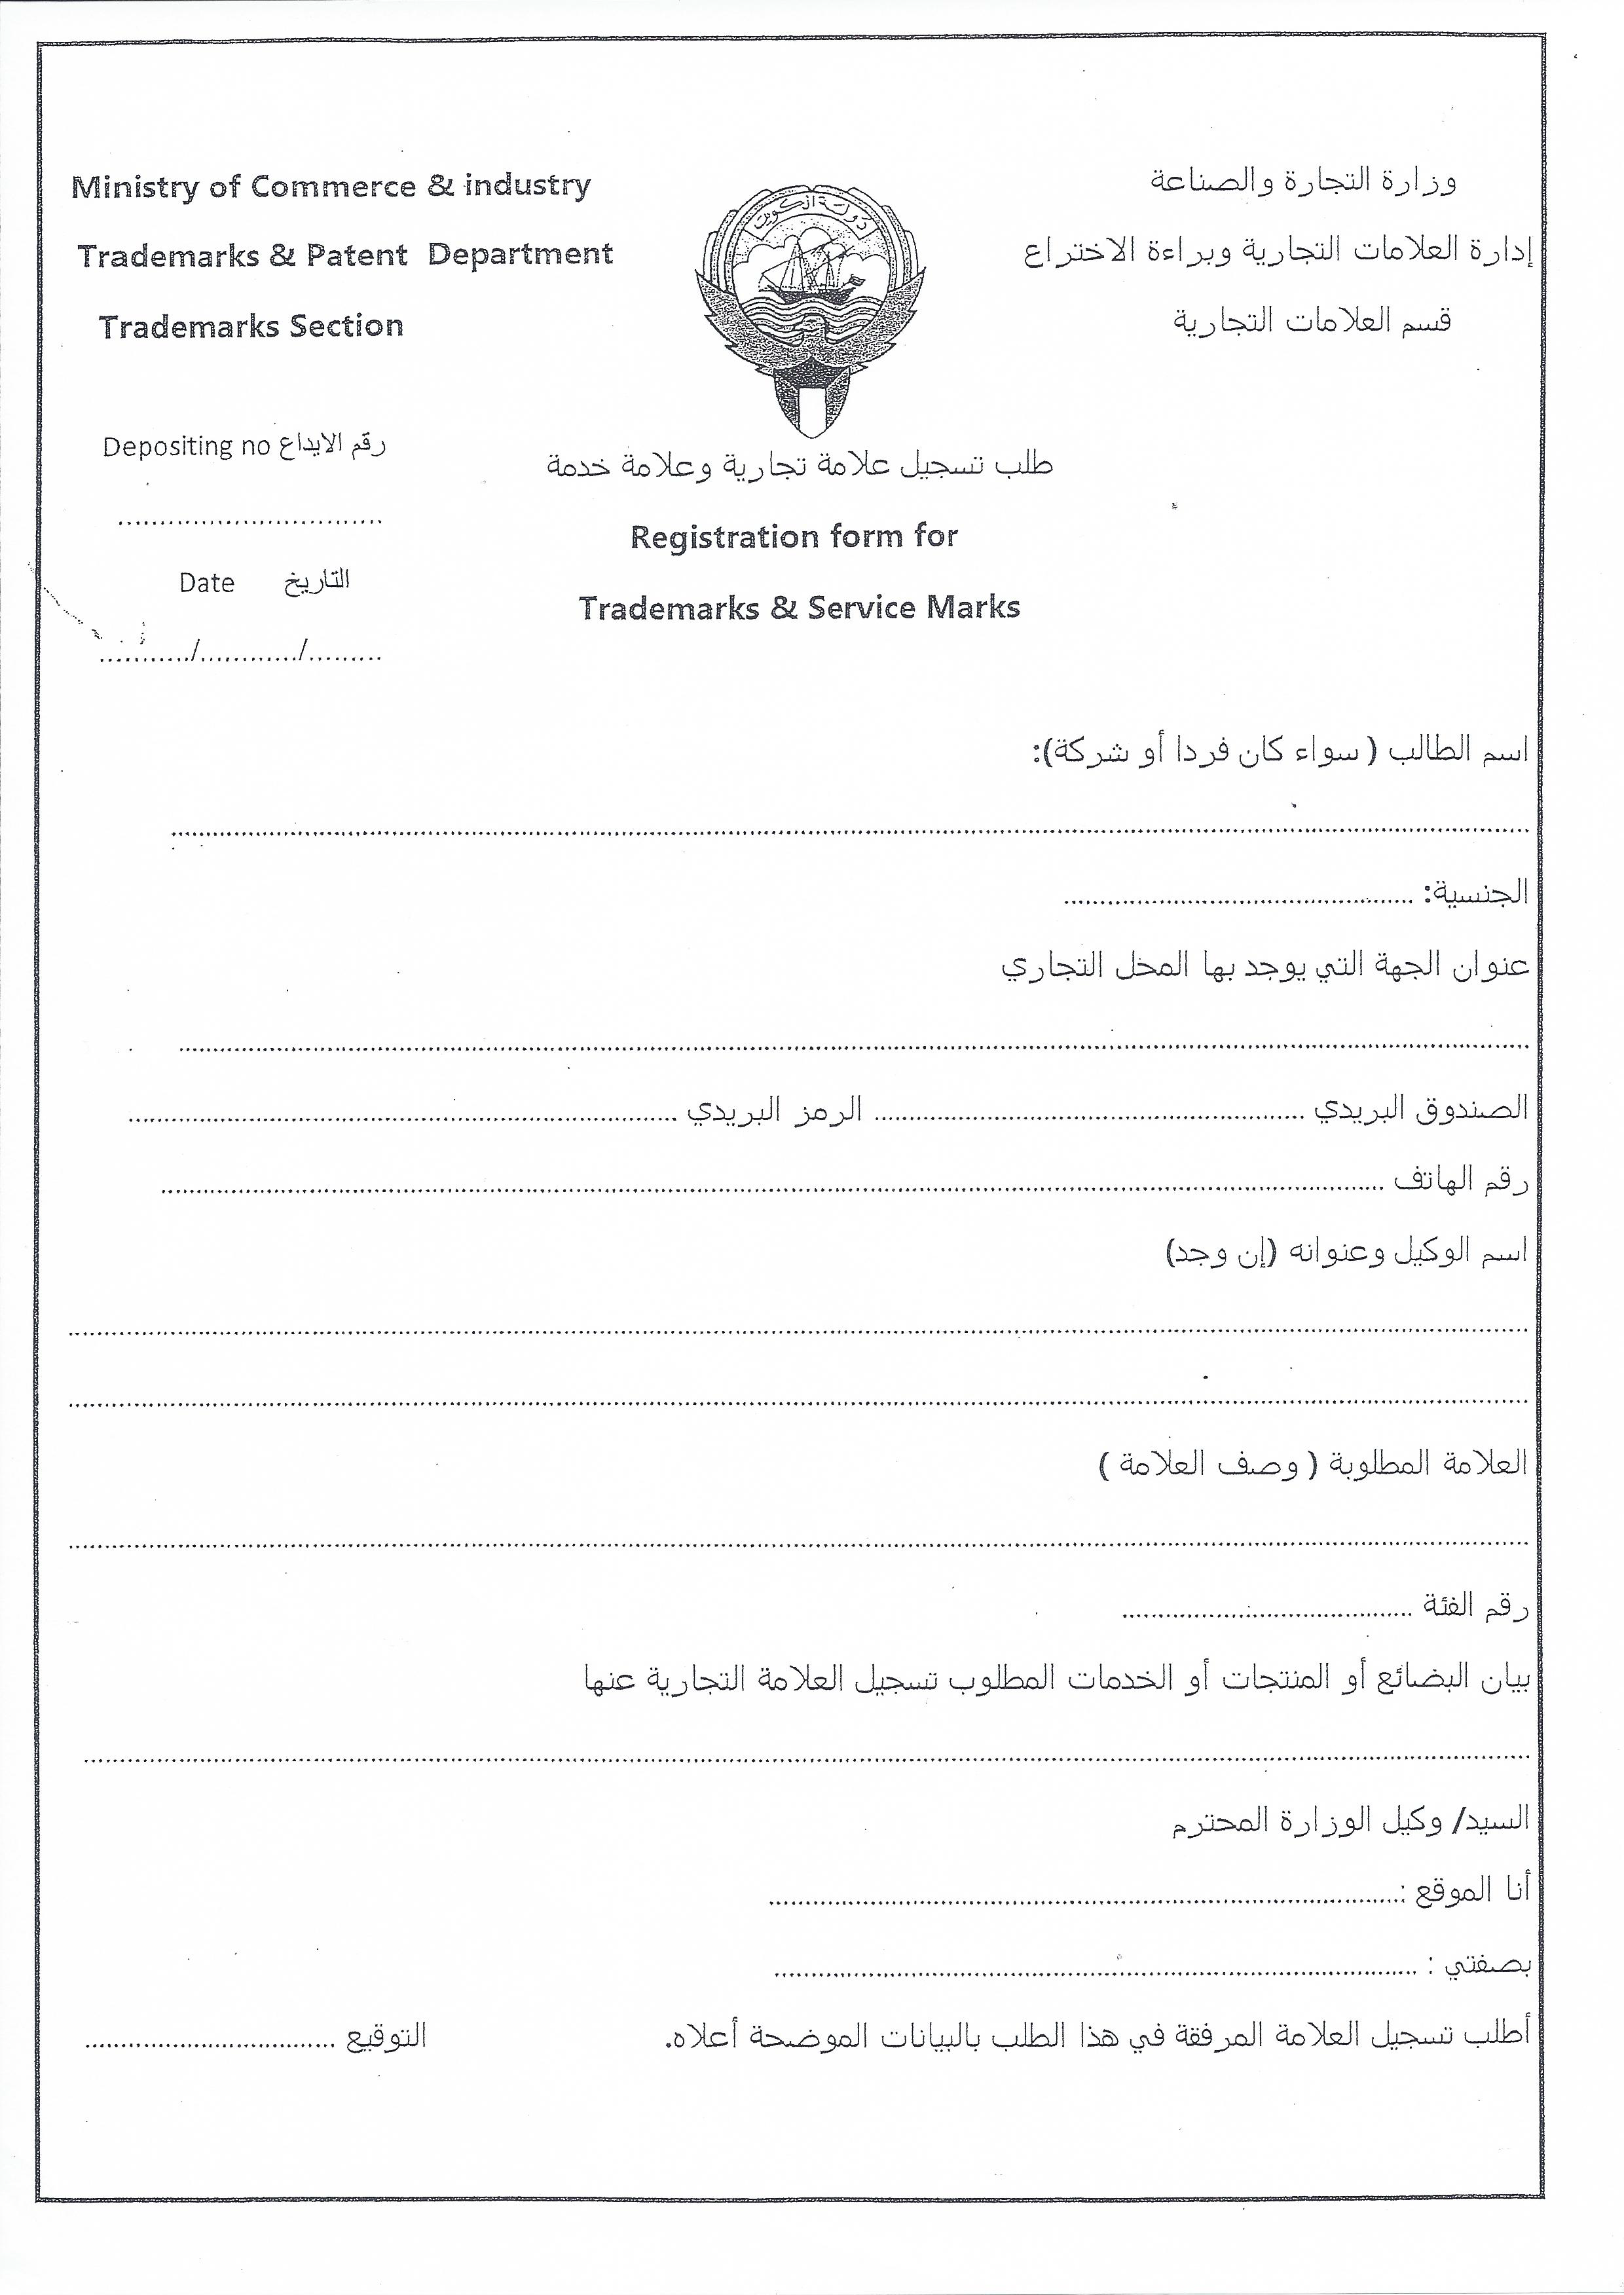 Ministry of Commerce & industry
وزارة التجارة والصناعة
Trademarks & Patent Department
إدارة العلامات التجارية وبراءة الاختراع
Trademarks Section
قسم العلامات التجارية
دولة الكويت
Depositing no رقم الايداع
..............................
طلب تسجيل علامة تجارية وعلامة خدمة
Registration form for
Date التاريخ
Trademarks & Service Marks
.........../............/.........
اسم الطالب ( سواء كان فردا أو شركة):
..............................
الجنسية: ..............................
عنوان الجهة التي يوجد بها المحل التجاري
..............................
الصندوق البريدي .............................. الرمز البريدي ..............................
رقم الهاتف ..............................
اسم الوكيل وعنوانه (إن وجد)
..............................
..............................
العلامة المطلوبة ( وصف العلامة )
..............................
رقم الفئة ..............................
بيان البضائع أو المنتجات أو الخدمات المطلوب تسجيل العلامة التجارية عنها
..............................
السيد/ وكيل الوزارة المحترم
أنا الموقع :..............................
بصفتي : ..............................
أطلب تسجيل العلامة المرفقة في هذا الطلب بالبيانات الموضحة أعلاه. التوقيع ..............................